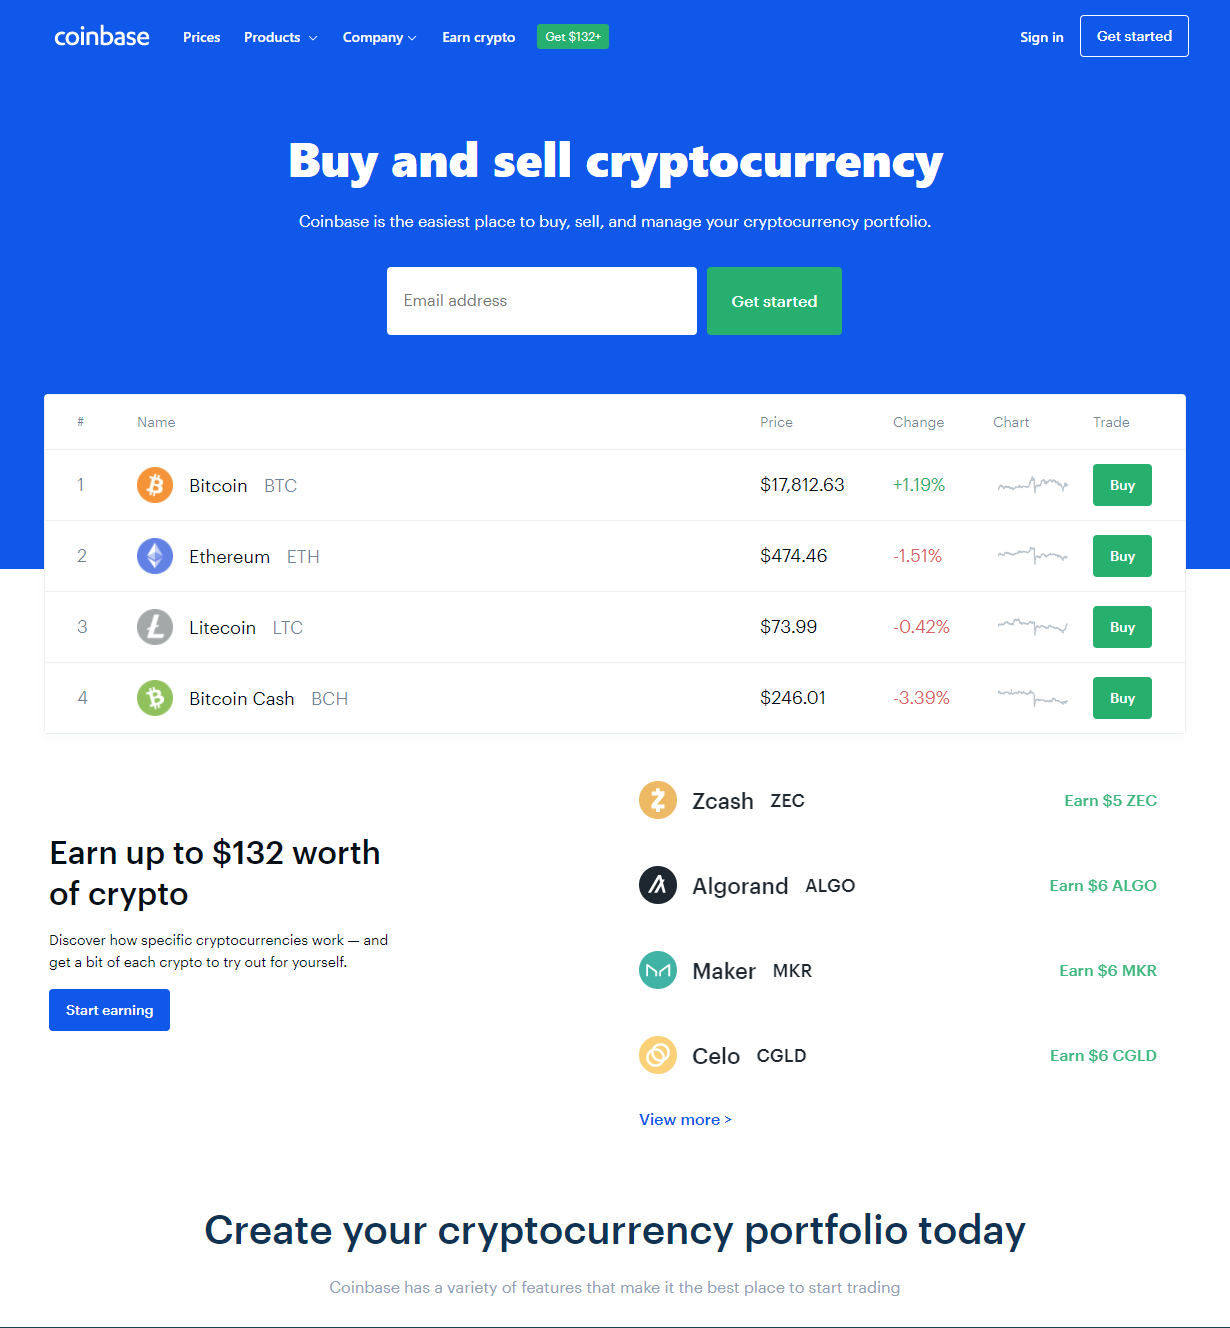 coinbase Prices Products Company Earn crypto Get $132+ Sign in Get started
Buy and sell cryptocurrency
Coinbase is the easiest place to buy, sell, and manage your cryptocurrency portfolio.
Email address Get started
# Name Price Change Chart Trade
1 Bitcoin BTC $17,812.63 +1.19% Buy
2 Ethereum ETH $474.46 -1.51% Buy
3 Litecoin LTC $73.99 -0.42% Buy
4 Bitcoin Cash BCH $246.01 -3.39% Buy
Earn up to $132 worth
of crypto
Discover how specific cryptocurrencies work — and
get a bit of each crypto to try out for yourself.
Start earning
Zcash ZEC Earn $5 ZEC
Algorand ALGO Earn $6 ALGO
Maker MKR Earn $6 MKR
Celo CGLD Earn $6 CGLD
View more >
Create your cryptocurrency portfolio today
Coinbase has a variety of features that make it the best place to start trading